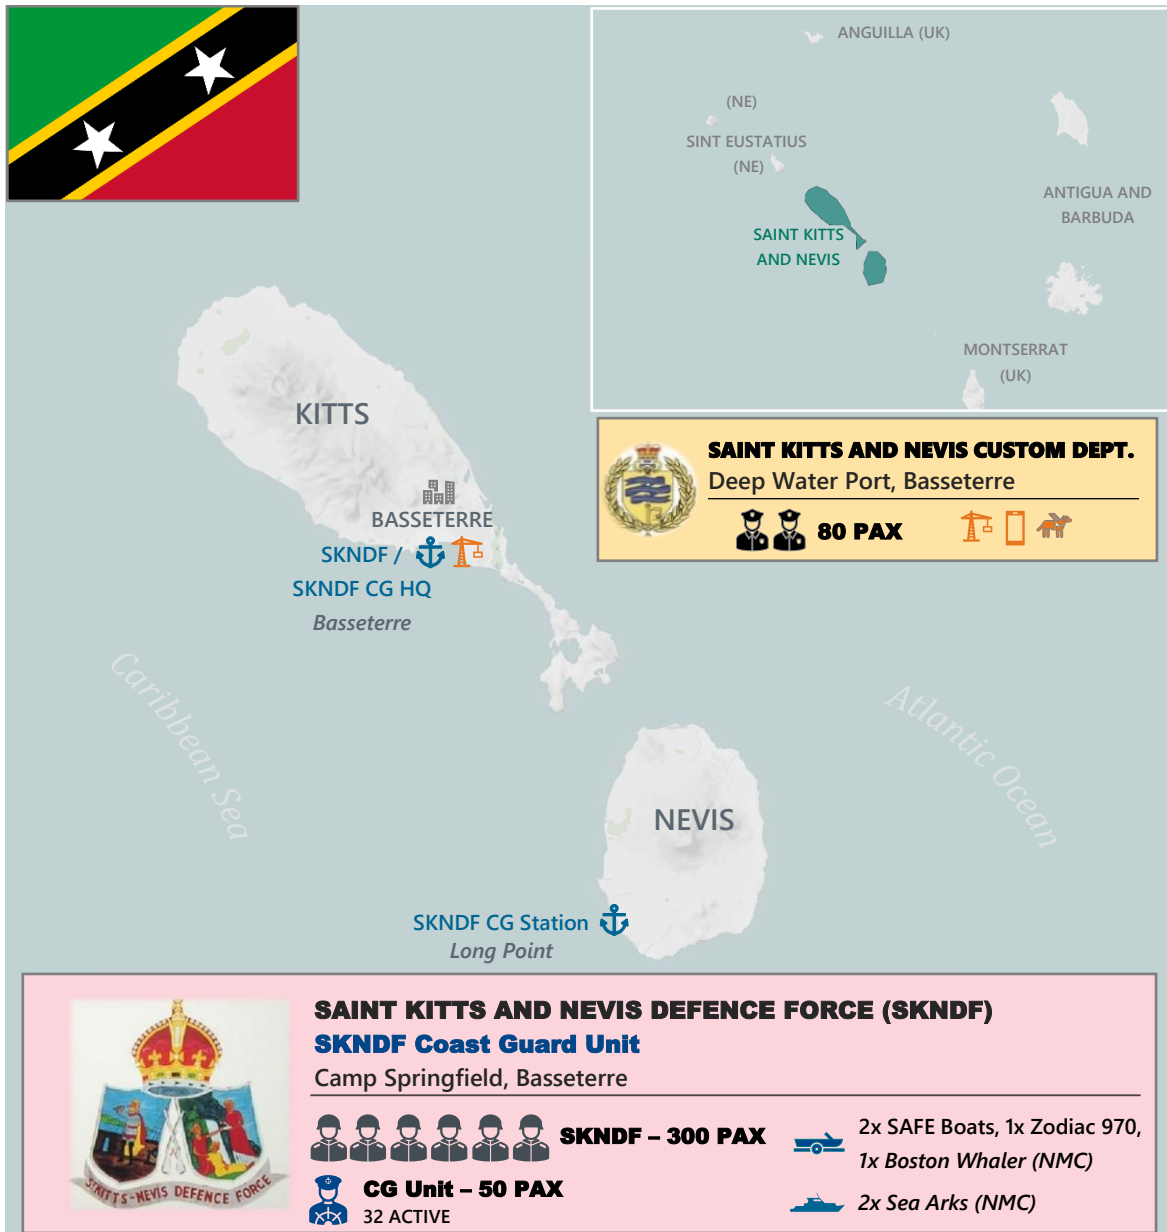 ANGUILLA (UK)
(NE)
SINT EUSTATIUS
(NE)
ANTIGUA AND
BARBUDA
SAINT KITTS
AND NEVIS
MONTSERRAT
(UK)
KITTS
BASSETERRE
SKNDF /
SKNDF CG HQ
Basseterre
SAINT KITTS AND NEVIS CUSTOM DEPT.
Deep Water Port, Basseterre
80 PAX
Caribbean Sea
Atlantic Ocean
NEVIS
SKNDF CG Station
Long Point
SAINT KITTS AND NEVIS DEFENCE FORCE (SKNDF)
SKNDF Coast Guard Unit
Camp Springfield, Basseterre
SKNDF – 300 PAX
CG Unit – 50 PAX
32 ACTIVE
2x SAFE Boats, 1x Zodiac 970,
1x Boston Whaler (NMC)
2x Sea Arks (NMC)
ST.KITTS-NEVIS DEFENCE FORCE